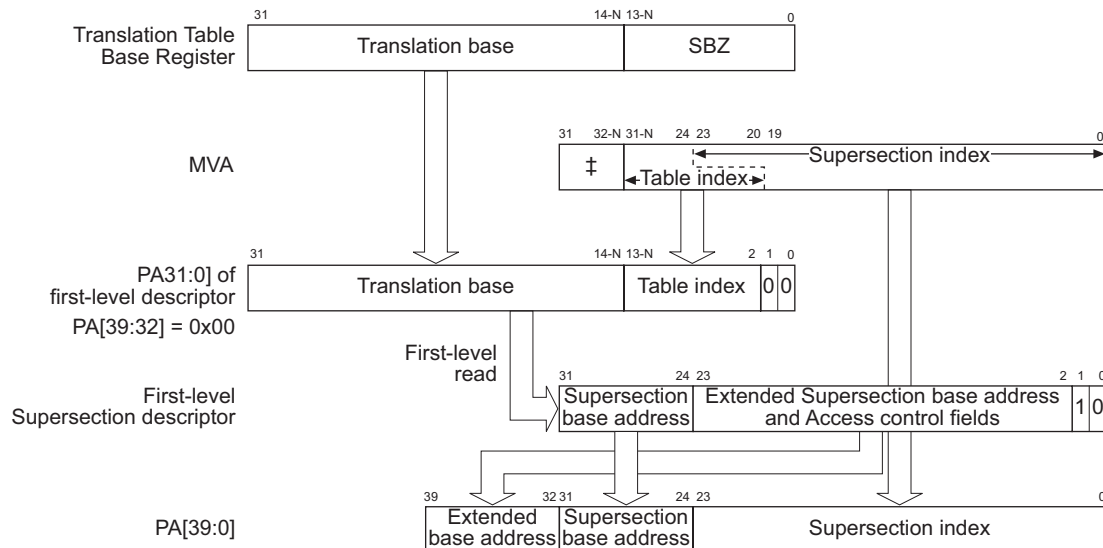 31 14-N 13-N 0
Translation Table
Base Register
Translation base
SBZ
31 32-N 31-N 24 23 20 19 0
MVA
‡
Supersection index
Table index
31 14-N 13-N 2 1 0
PA31:0] of
first-level descriptor
PA[39:32] = 0x00
Translation base
Table index
0 0
First-level
read
31 24 23 2 1 0
First-level
Supersection descriptor
Supersection
base address
Extended Supersection base address
and Access control fields
1 0
39 32 31 24 23 0
PA[39:0]
Extended
base address
Supersection
base address
Supersection index